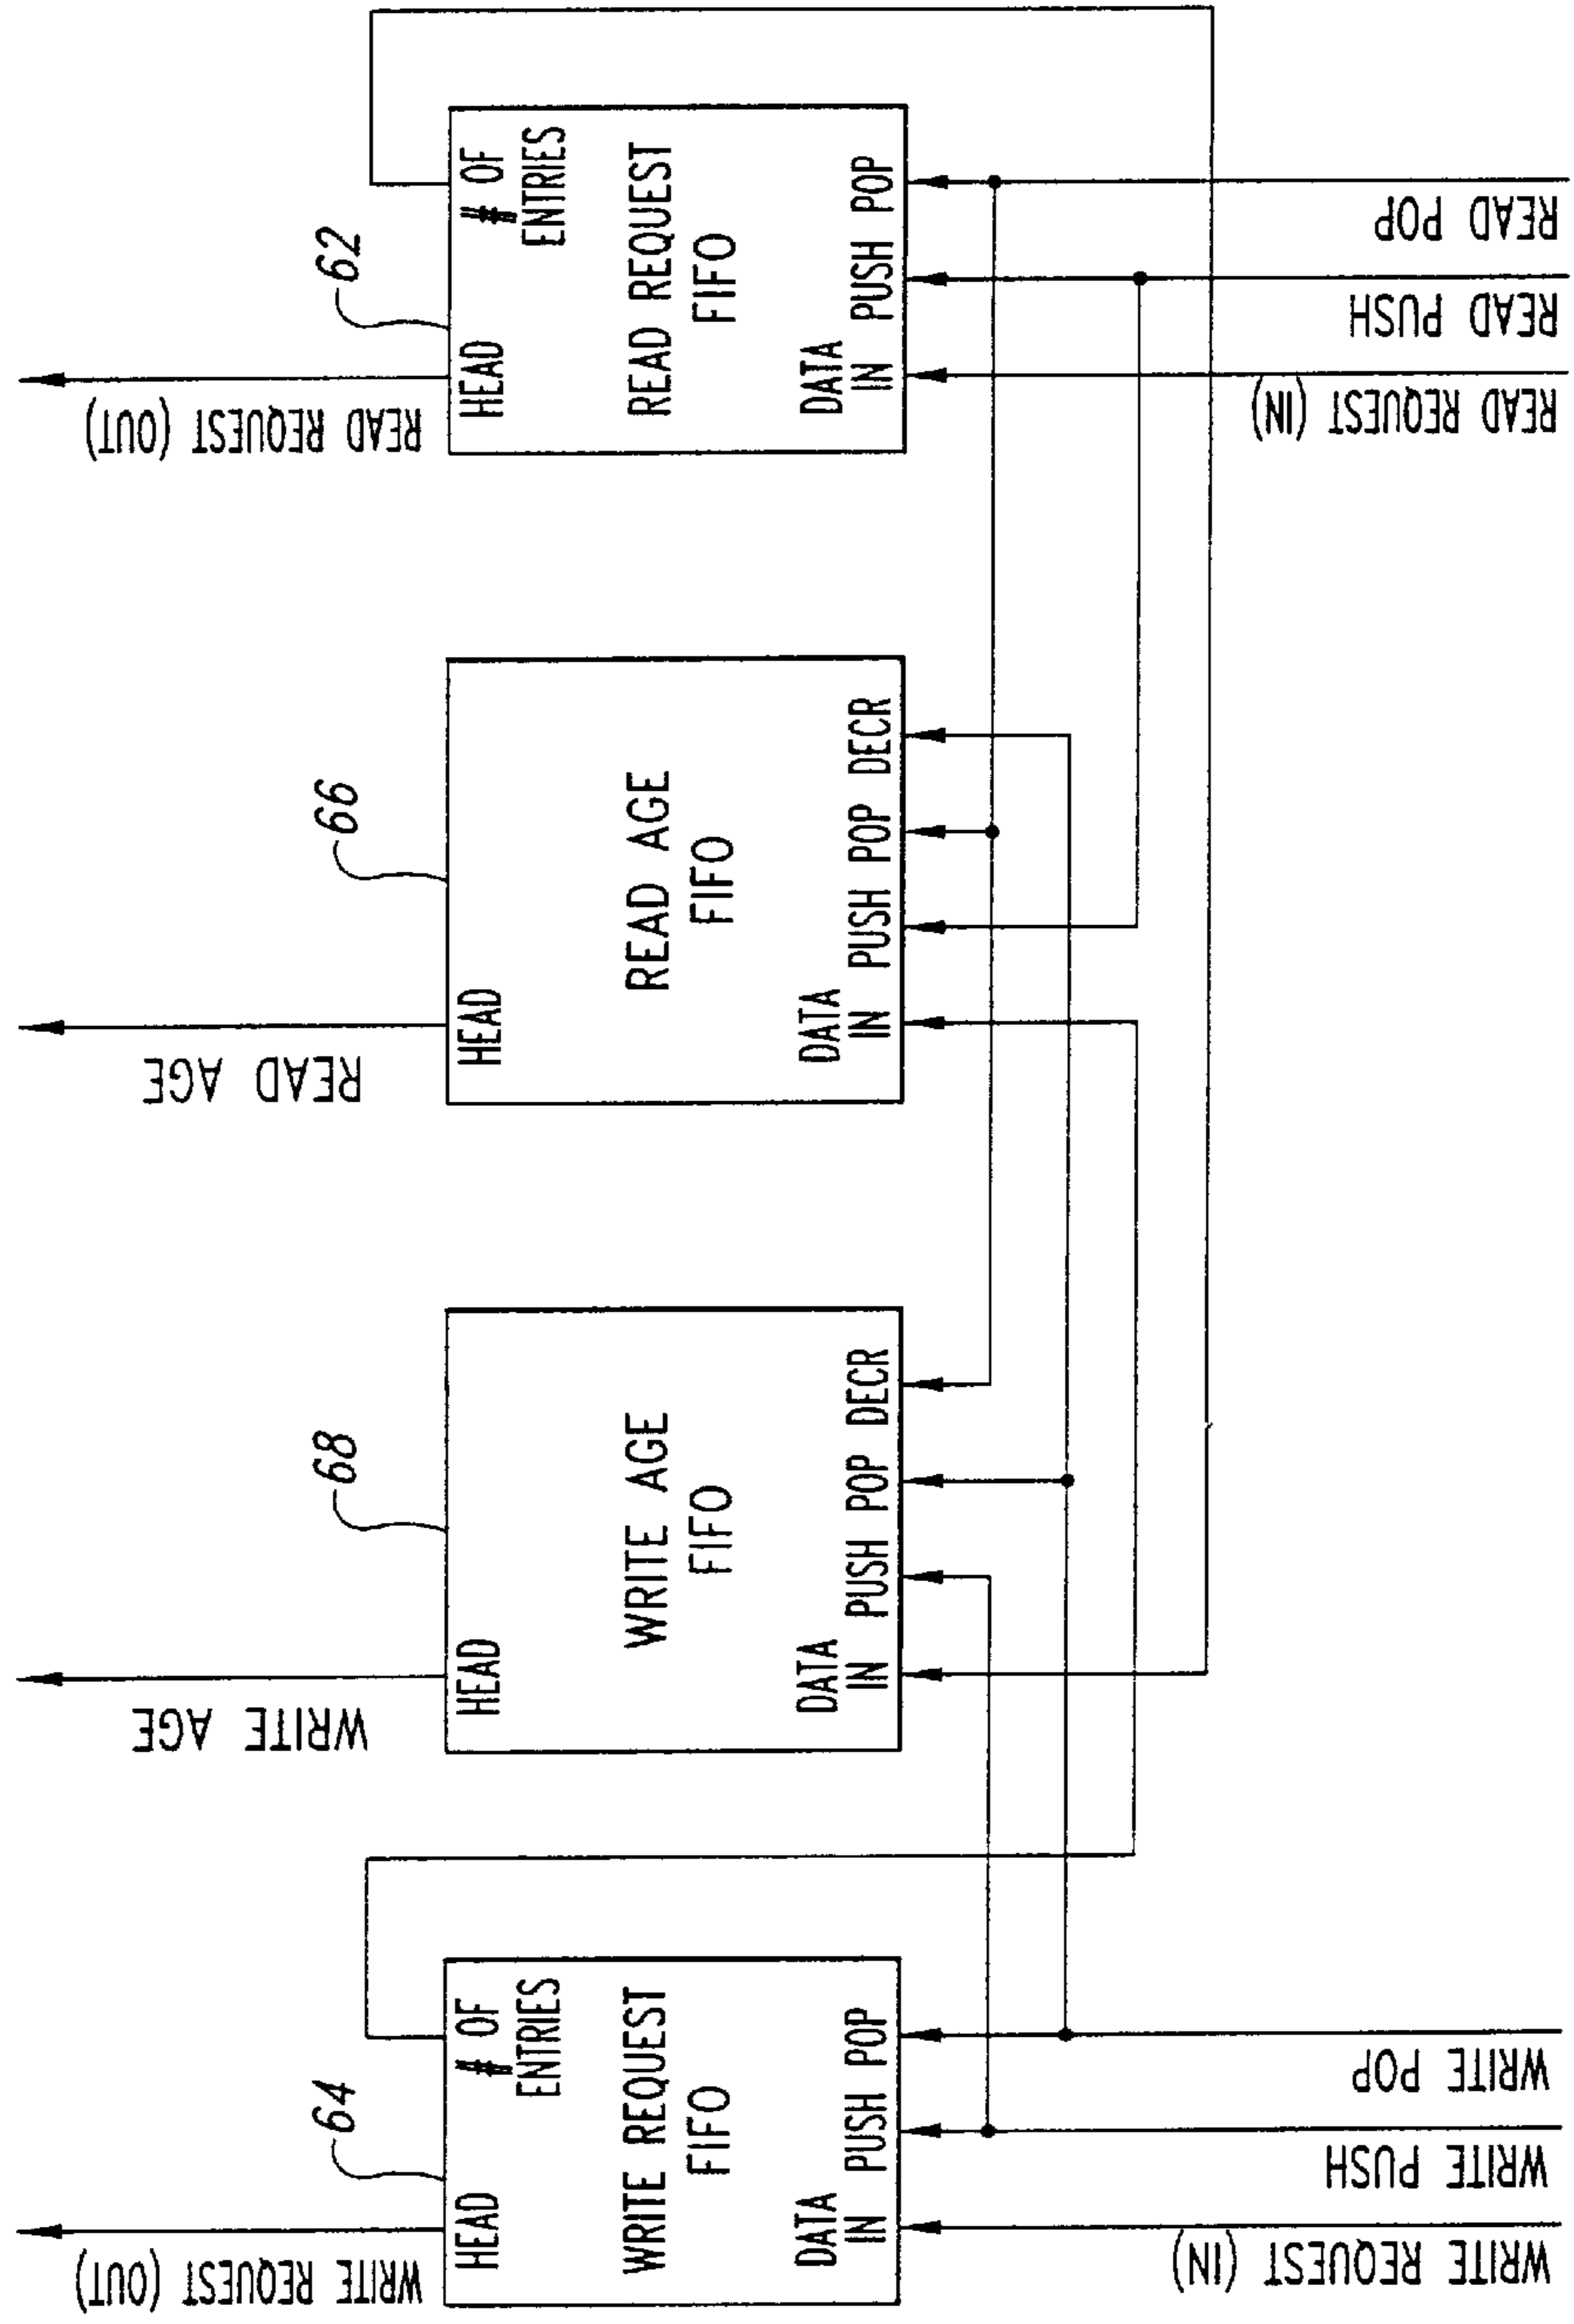 WRITE REQUEST (OUT)
WRITE AGE
READ AGE
READ REQUEST (OUT)
64
68
66
62
HEAD
# OF
ENTRIES
WRITE REQUEST
FIFO
DATA
IN
PUSH
POP
HEAD
WRITE AGE
FIFO
DATA
IN
PUSH
POP
DECR
HEAD
READ AGE
FIFO
DATA
IN
PUSH
POP
DECR
HEAD
# OF
ENTRIES
READ REQUEST
FIFO
DATA
IN
PUSH
POP
WRITE REQUEST (IN)
WRITE PUSH
WRITE POP
READ REQUEST (IN)
READ PUSH
READ POP